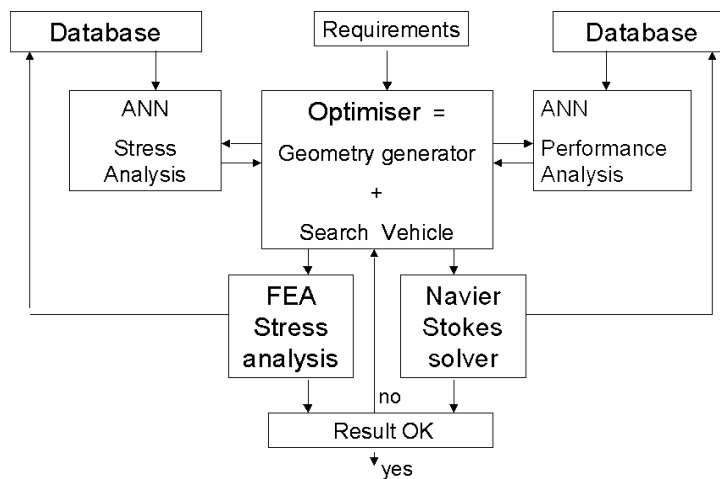 Database
Requirements
Database
ANN
Stress
Analysis
Optimiser =
Geometry generator
+
Search Vehicle
ANN
Performance
Analysis
FEA
Stress
analysis
Navier
Stokes
solver
no
Result OK
yes